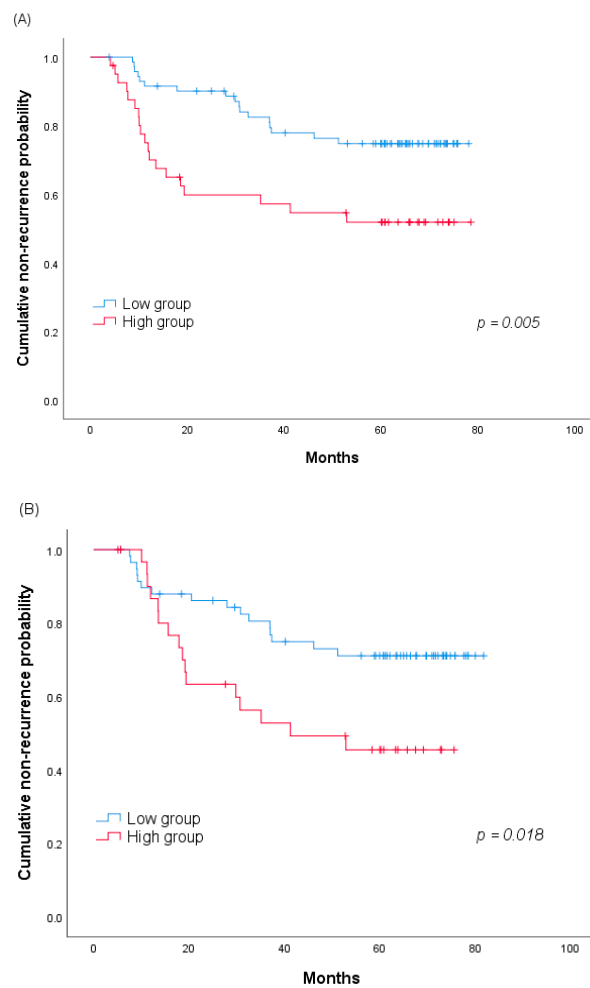 (A)
Cumulative non-recurrence probability
1.0
0.8
0.6
0.4
0.2
0.0
Low group
High group
p = 0.005
0 20 40 60 80 100
Months
(B)
Cumulative non-recurrence probability
1.0
0.8
0.6
0.4
0.2
0.0
Low group
High group
p = 0.018
0 20 40 60 80 100
Months